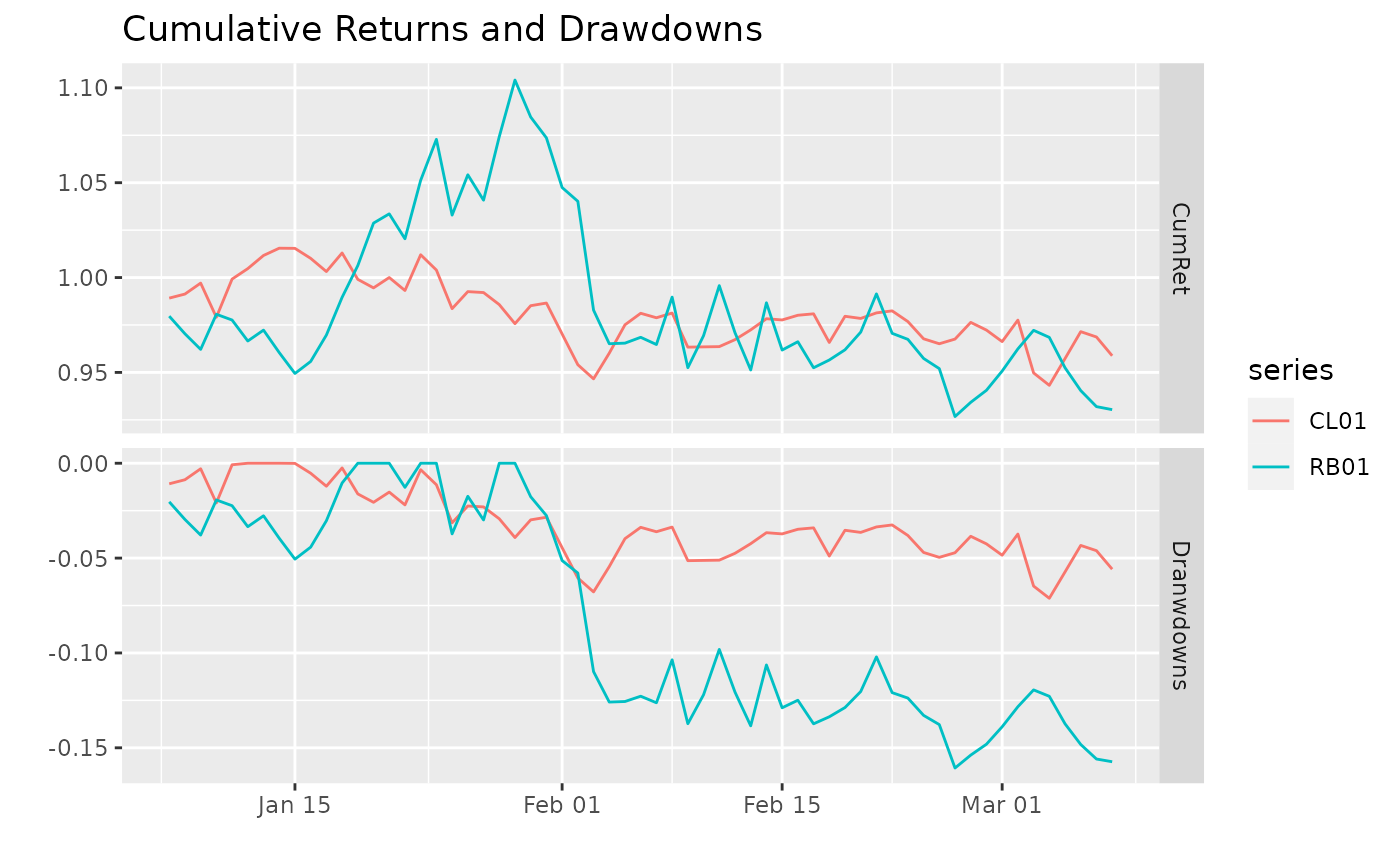 Cumulative Returns and Drawdowns
1.10
1.05
1.00
0.95
CumRet
0.00
-0.05
-0.10
-0.15
Dranwdowns
Jan 15
Feb 01
Feb 15
Mar 01
series
CL01
RB01